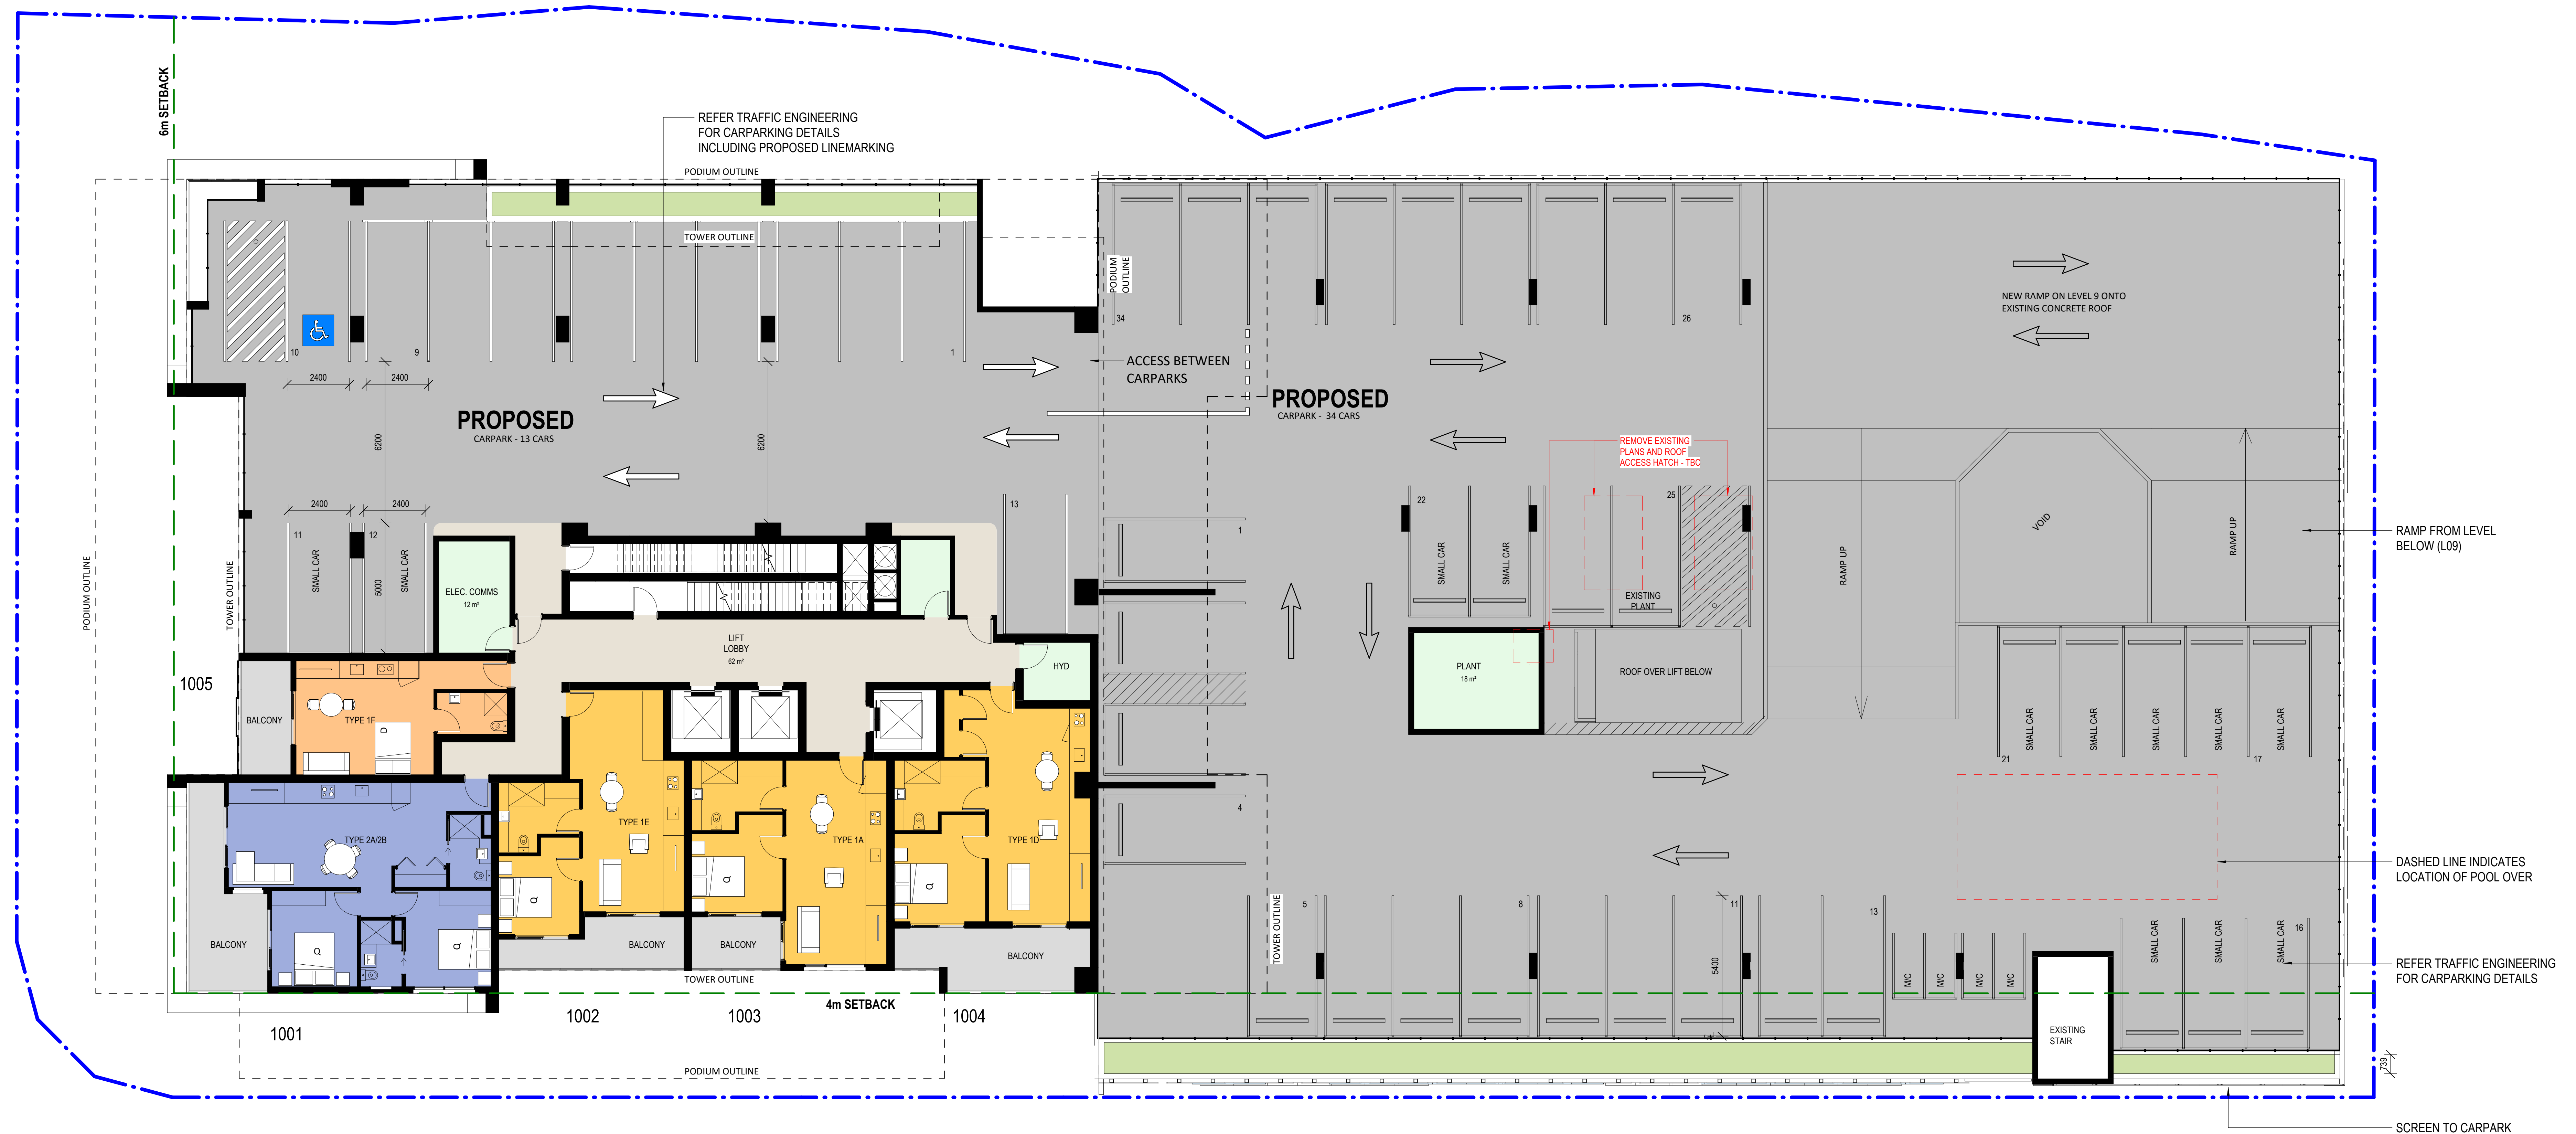 6m SETBACK
REFER TRAFFIC ENGINEERING
FOR CARPARKING DETAILS
INCLUDING PROPOSED LINEMARKING
PODIUM OUTLINE
TOWER OUTLINE
PODIUM
OUTLINE
10
9
1
2400
2400
34
26
NEW RAMP ON LEVEL 9 ONTO
EXISTING CONCRETE ROOF
ACCESS BETWEEN
CARPARKS
PROPOSED
CARPARK - 13 CARS
6200
6200
PROPOSED
CARPARK - 34 CARS
REMOVE EXISTING
PLANS AND ROOF
ACCESS HATCH - TBC
2400
2400
11
12
13
SMALL CAR
SMALL CAR
5000
1
22
25
SMALL CAR
SMALL CAR
EXISTING
PLANT
VOID
RAMP UP
RAMP UP
RAMP FROM LEVEL
BELOW (L09)
PODIUM OUTLINE
TOWER OUTLINE
ELEC. COMMS
12 m²
LIFT
LOBBY
62 m²
HYD
PLANT
18 m²
ROOF OVER LIFT BELOW
1005
BALCONY
TYPE 1F
D
SMALL CAR
SMALL CAR
SMALL CAR
SMALL CAR
SMALL CAR
21
17
4
TYPE 2A/2B
TYPE 1E
TYPE 1A
TYPE 1D
Q
Q
Q
Q
Q
DASHED LINE INDICATES
LOCATION OF POOL OVER
BALCONY
BALCONY
BALCONY
BALCONY
TOWER OUTLINE
TOWER OUTLINE
5
8
11
13
16
5400
M/C
M/C
M/C
M/C
SMALL CAR
SMALL CAR
SMALL CAR
REFER TRAFFIC ENGINEERING
FOR CARPARKING DETAILS
4m SETBACK
1001
1002
1003
1004
EXISTING
STAIR
739
PODIUM OUTLINE
SCREEN TO CARPARK